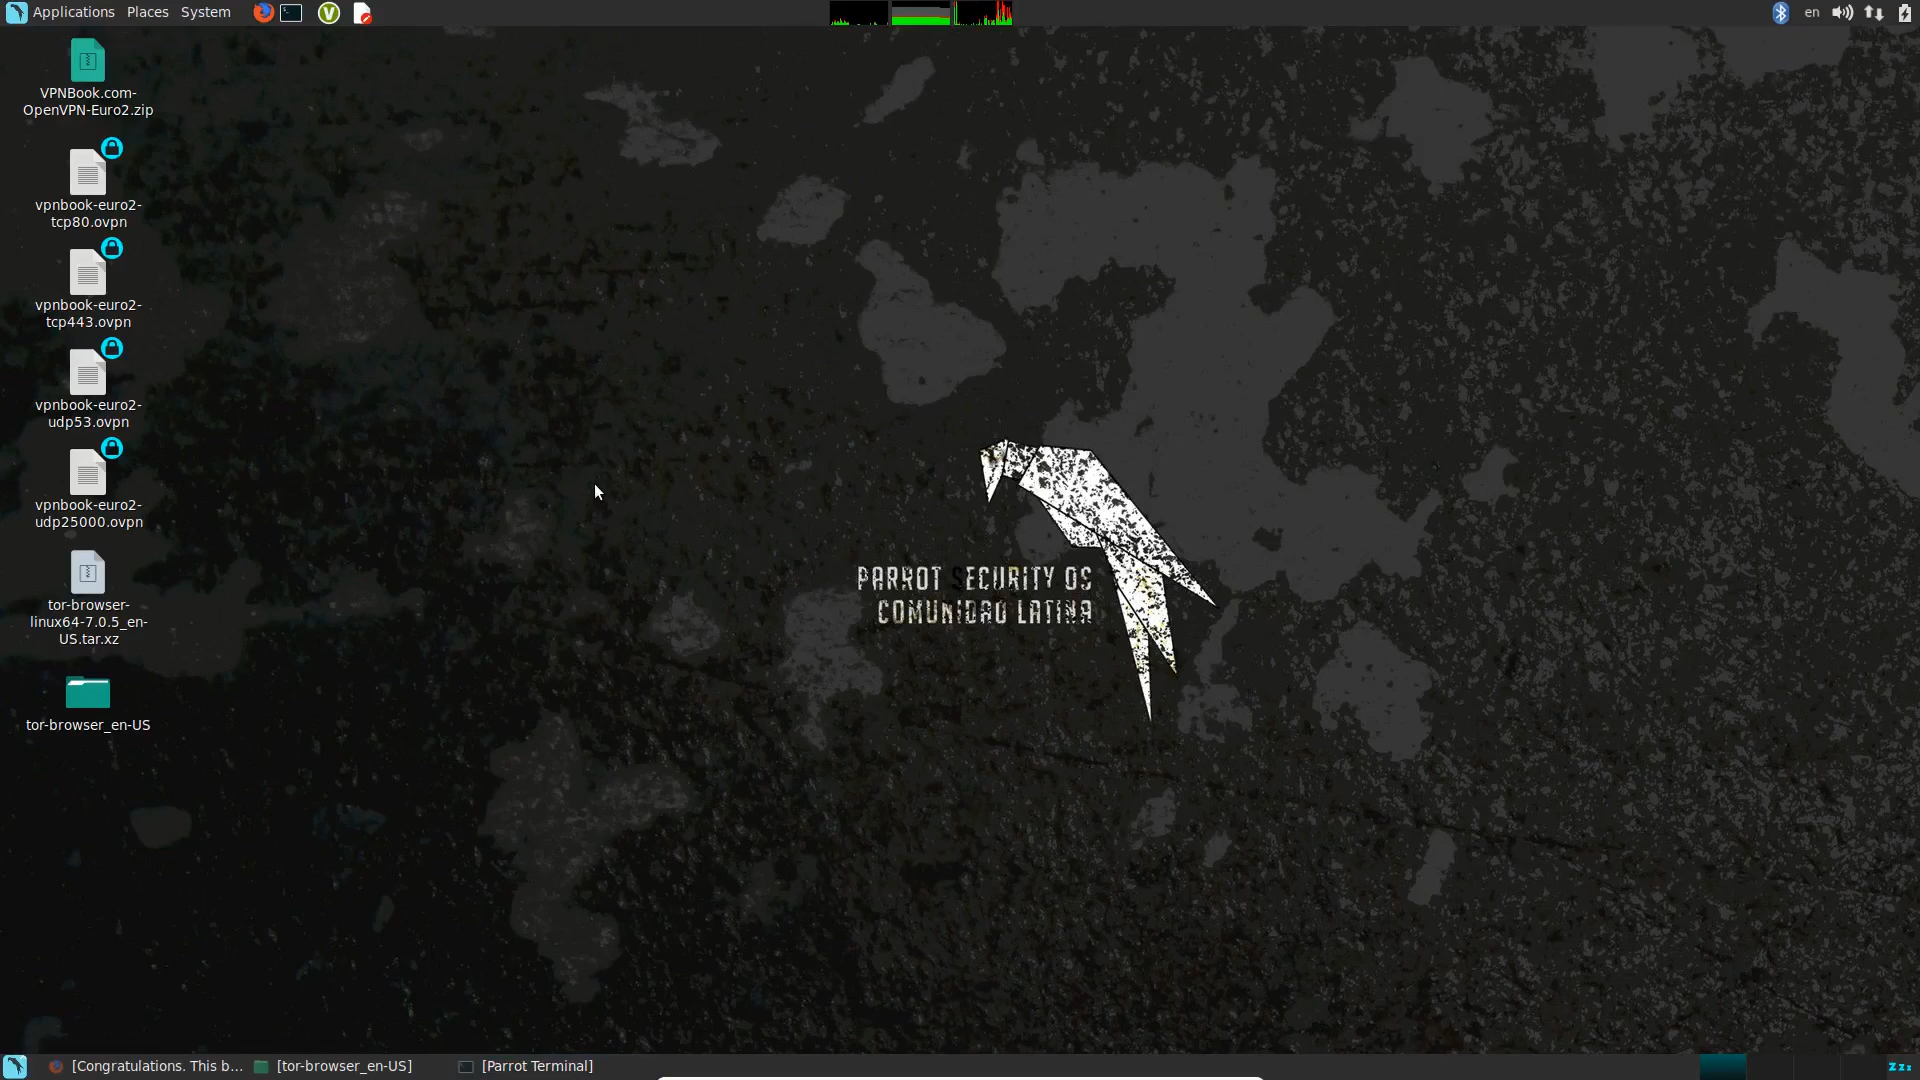 Applications Places System
en
VPNBook.com-
OpenVPN-Euro2.zip
vpnbook-euro2-
tcp80.ovpn
vpnbook-euro2-
tcp443.ovpn
vpnbook-euro2-
udp53.ovpn
vpnbook-euro2-
udp25000.ovpn
tor-browser-
linux64-7.0.5_en-
US.tar.xz
tor-browser_en-US
PARROT SECURITY OS
COMUNIDAD LATINA
[Congratulations. This b... [tor-browser_en-US] [Parrot Terminal]
zzz